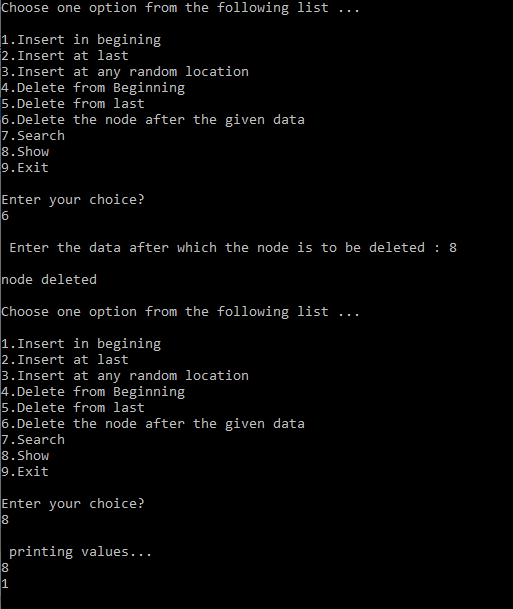 Choose one option from the following list ...
1.Insert in begining
2.Insert at last
3.Insert at any random location
4.Delete from Beginning
5.Delete from last
6.Delete the node after the given data
7.Search
8.Show
9.Exit
Enter your choice?
6
Enter the data after which the node is to be deleted : 8
node deleted
Choose one option from the following list ...
1.Insert in begining
2.Insert at last
3.Insert at any random location
4.Delete from Beginning
5.Delete from last
6.Delete the node after the given data
7.Search
8.Show
9.Exit
Enter your choice?
8
printing values...
8
1